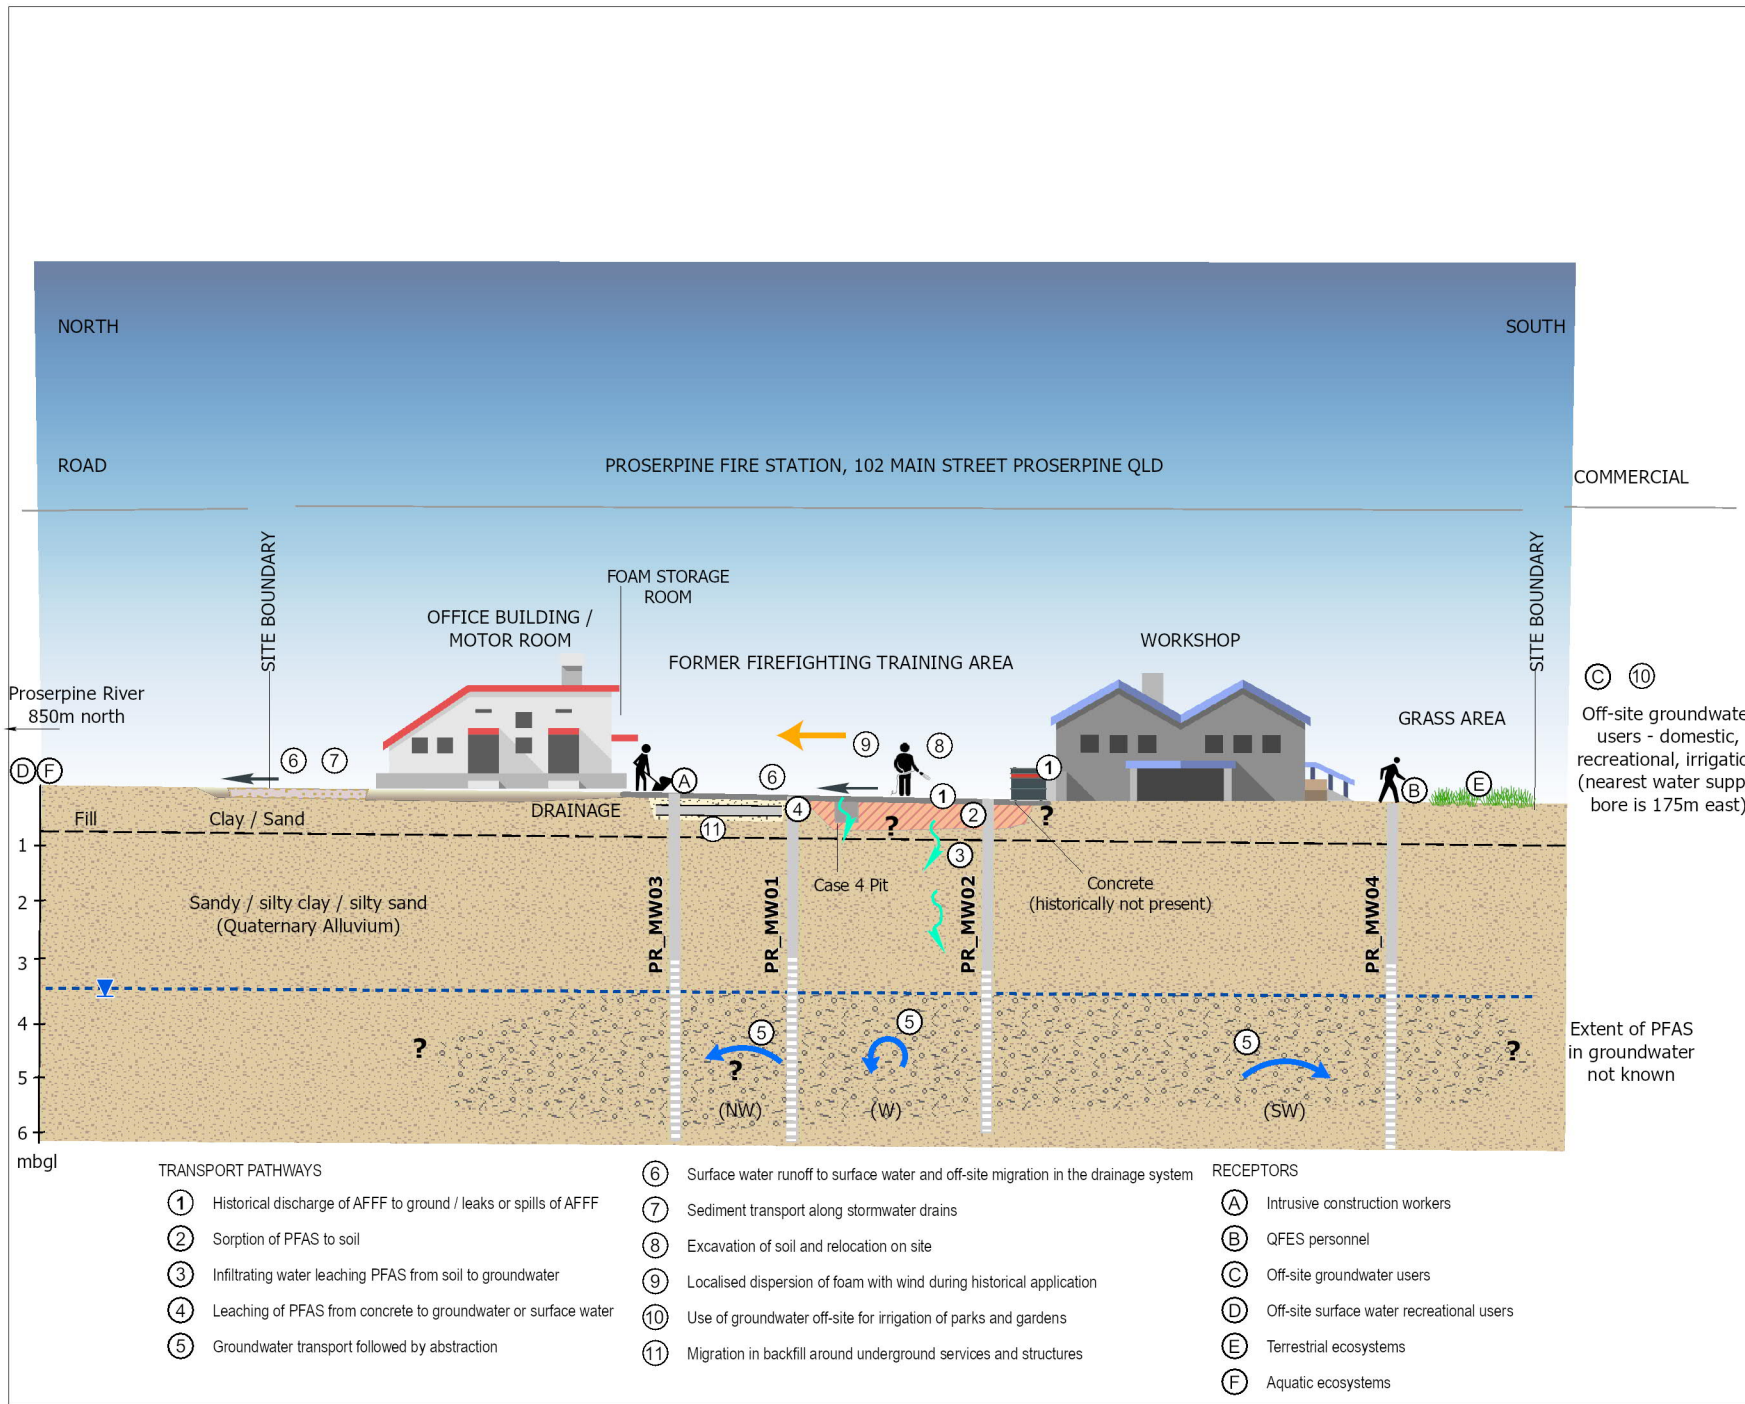 NORTH
SOUTH
ROAD
PROSERPINE FIRE STATION, 102 MAIN STREET PROSERPINE QLD
COMMERCIAL
SITE BOUNDARY
FOAM STORAGE
ROOM
OFFICE BUILDING /
MOTOR ROOM
FORMER FIREFIGHTING TRAINING AREA
WORKSHOP
SITE BOUNDARY
GRASS AREA
Proserpine River
850m north
C 10
Off-site groundwate
users - domestic,
recreational, irrigatio
(nearest water supp
bore is 175m east)
D F
6 7
A
6
9
8
1
1
B
E
Fill
Clay / Sand
DRAINAGE
11
4
?
2
?
3
Case 4 Pit
Concrete
(historically not present)
Sandy / silty clay / silty sand
(Quaternary Alluvium)
PR_MW03
PR_MW01
PR_MW02
PR_MW04
1
2
3
4
5
6
mbgl
?
5
?
(NW)
5
(W)
5
(SW)
?
Extent of PFAS
in groundwater
not known
TRANSPORT PATHWAYS
1 Historical discharge of AFFF to ground / leaks or spills of AFFF
2 Sorption of PFAS to soil
3 Infiltrating water leaching PFAS from soil to groundwater
4 Leaching of PFAS from concrete to groundwater or surface water
5 Groundwater transport followed by abstraction
6 Surface water runoff to surface water and off-site migration in the drainage system
7 Sediment transport along stormwater drains
8 Excavation of soil and relocation on site
9 Localised dispersion of foam with wind during historical application
10 Use of groundwater off-site for irrigation of parks and gardens
11 Migration in backfill around underground services and structures
RECEPTORS
A Intrusive construction workers
B QFES personnel
C Off-site groundwater users
D Off-site surface water recreational users
E Terrestrial ecosystems
F Aquatic ecosystems